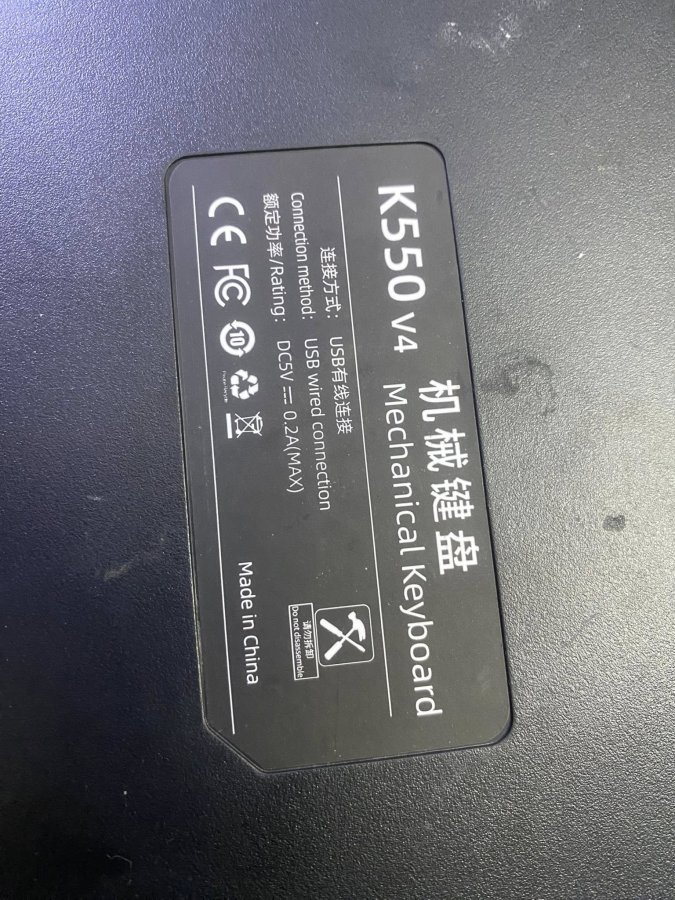 K550 V4 机械键盘
Mechanical Keyboard
连接方式: USB有线连接
Connection method: USB wired connection
额定功率/Rating: DC5V ⎓ 0.2A(MAX)
请勿拆卸
Do not disassemble
CE FC 10
Made in China